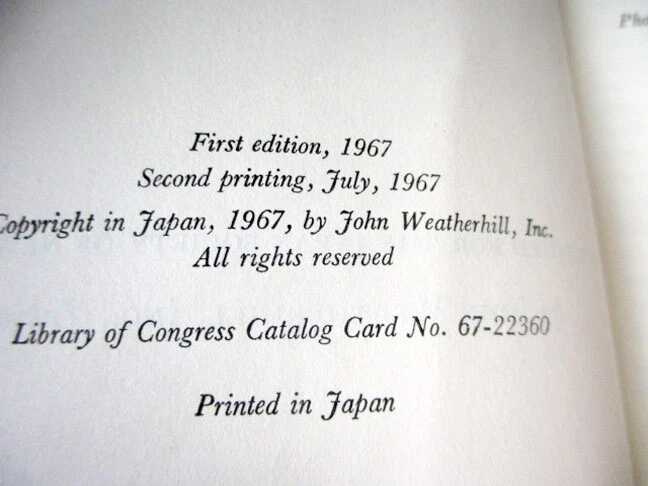 First edition, 1967
Second printing, July, 1967
Copyright in Japan, 1967, by John Weatherhill, Inc.
All rights reserved
Library of Congress Catalog Card No. 67-22360
Printed in Japan